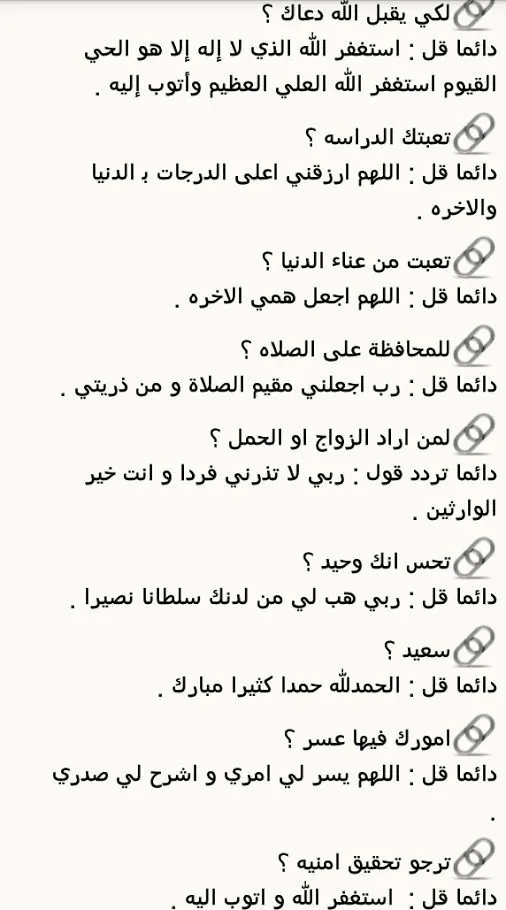 لكي يقبل الله دعاك ؟
دائما قل : استغفر الله الذي لا إله إلا هو الحي
القيوم استغفر الله العلي العظيم وأتوب إليه .
تعبتك الدراسه ؟
دائما قل : اللهم ارزقني اعلى الدرجات بـ الدنيا
والاخره .
تعبت من عناء الدنيا ؟
دائما قل : اللهم اجعل همي الاخره .
للمحافظة على الصلاه ؟
دائما قل : رب اجعلني مقيم الصلاة و من ذريتي .
لمن اراد الزواج او الحمل ؟
دائما تردد قول : ربي لا تذرني فردا و انت خير
الوارثين .
تحس انك وحيد ؟
دائما قل : ربي هب لي من لدنك سلطانا نصيرا .
سعيد ؟
دائما قل : الحمدلله حمدا كثيرا مبارك .
امورك فيها عسر ؟
دائما قل : اللهم يسر لي امري و اشرح لي صدري
.
ترجو تحقيق امنيه ؟
دائما قل : استغفر الله و اتوب اليه .